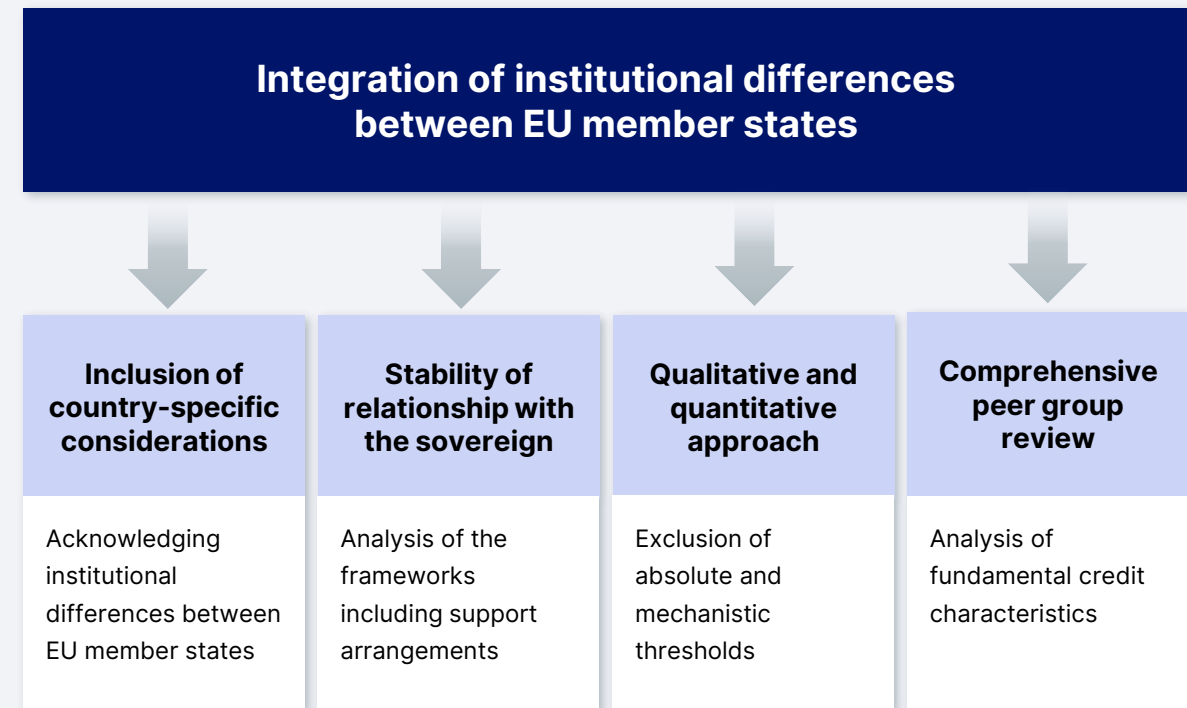 Integration of institutional differences
between EU member states
Inclusion of
country-specific
considerations
Acknowledging
institutional
differences between
EU member states
Stability of
relationship with
the sovereign
Analysis of the
frameworks
including support
arrangements
Qualitative and
quantitative
approach
Exclusion of
absolute and
mechanistic
thresholds
Comprehensive
peer group
review
Analysis of
fundamental credit
characteristics